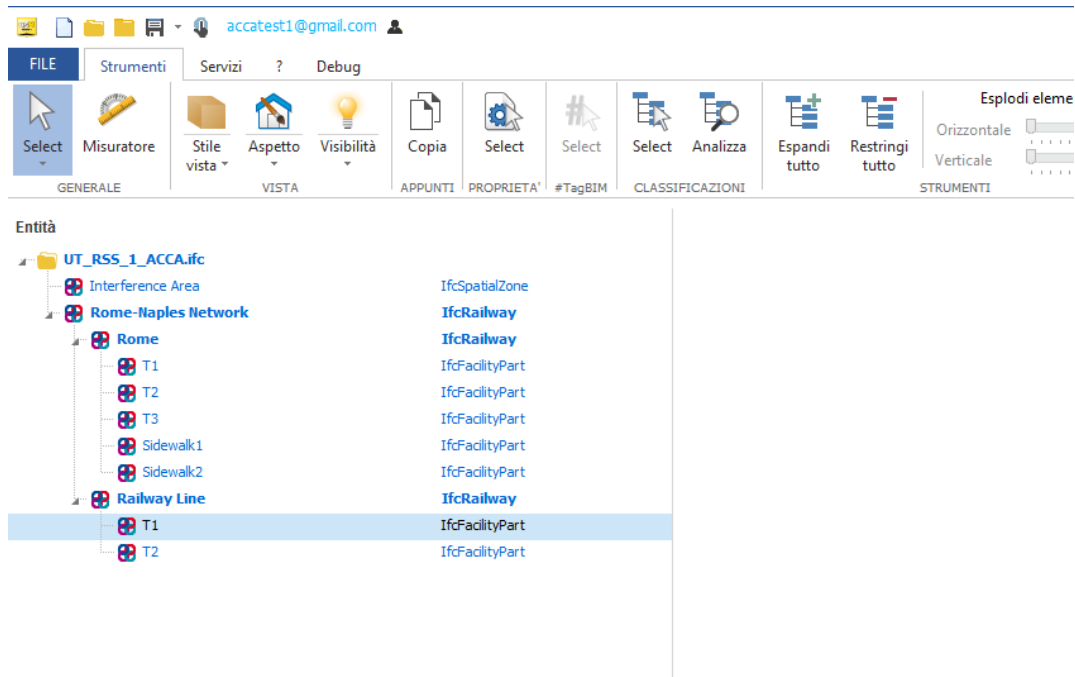 accatest1@gmail.com
FILE Strumenti Servizi ? Debug
Select Misuratore Stile vista Aspetto Visibilità Copia Select Select Select Analizza Espandi tutto Restringi tutto
Esplodi eleme
Orizzontale
Verticale
GENERALE VISTA APPUNTI PROPRIETA' #TagBIM CLASSIFICAZIONI STRUMENTI
Entità
UT_RSS_1_ACCA.ifc
Interference Area IfcSpatialZone
Rome-Naples Network IfcRailway
Rome IfcRailway
T1 IfcFacilityPart
T2 IfcFacilityPart
T3 IfcFacilityPart
Sidewalk1 IfcFacilityPart
Sidewalk2 IfcFacilityPart
Railway Line IfcRailway
T1 IfcFacilityPart
T2 IfcFacilityPart